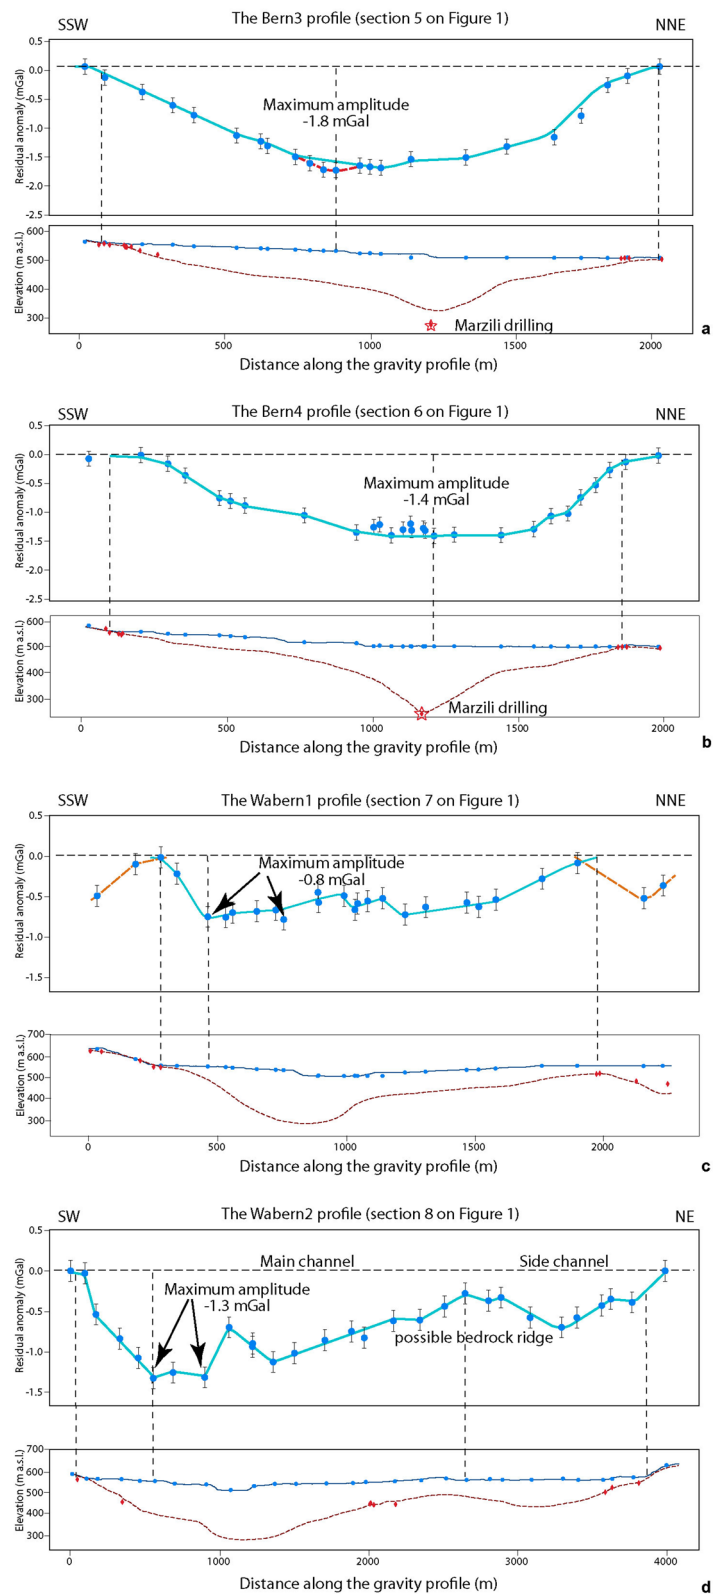 The Bern3 profile (section 5 on Figure 1)
SSW
NNE
0.5
0.0
-0.5
-1.0
-1.5
-2.0
-2.5
Residual anomaly (mGal)
Maximum amplitude
-1.8 mGal
600
500
400
300
Elevation (m a.s.l.)
Marzili drilling
0
500
1000
1500
2000
Distance along the gravity profile (m)
a
The Bern4 profile (section 6 on Figure 1)
SSW
NNE
0.5
0.0
-0.5
-1.0
-1.5
-2.0
-2.5
Residual anomaly (mGal)
Maximum amplitude
-1.4 mGal
600
500
400
300
Elevation (m a.s.l.)
Marzili drilling
0
500
1000
1500
2000
Distance along the gravity profile (m)
b
The Wabern1 profile (section 7 on Figure 1)
SSW
NNE
0.5
0.0
-0.5
-1.0
-1.5
Residual anomaly (mGal)
Maximum amplitude
-0.8 mGal
700
600
500
400
300
Elevation (m a.s.l.)
0
500
1000
1500
2000
Distance along the gravity profile (m)
c
The Wabern2 profile (section 8 on Figure 1)
SW
NE
0.5
0.0
-0.5
-1.0
-1.5
Residual anomaly (mGal)
Main channel
Side channel
Maximum amplitude
-1.3 mGal
possible bedrock ridge
700
600
500
400
300
Elevation (m a.s.l.)
0
1000
2000
3000
4000
Distance along the gravity profile (m)
d